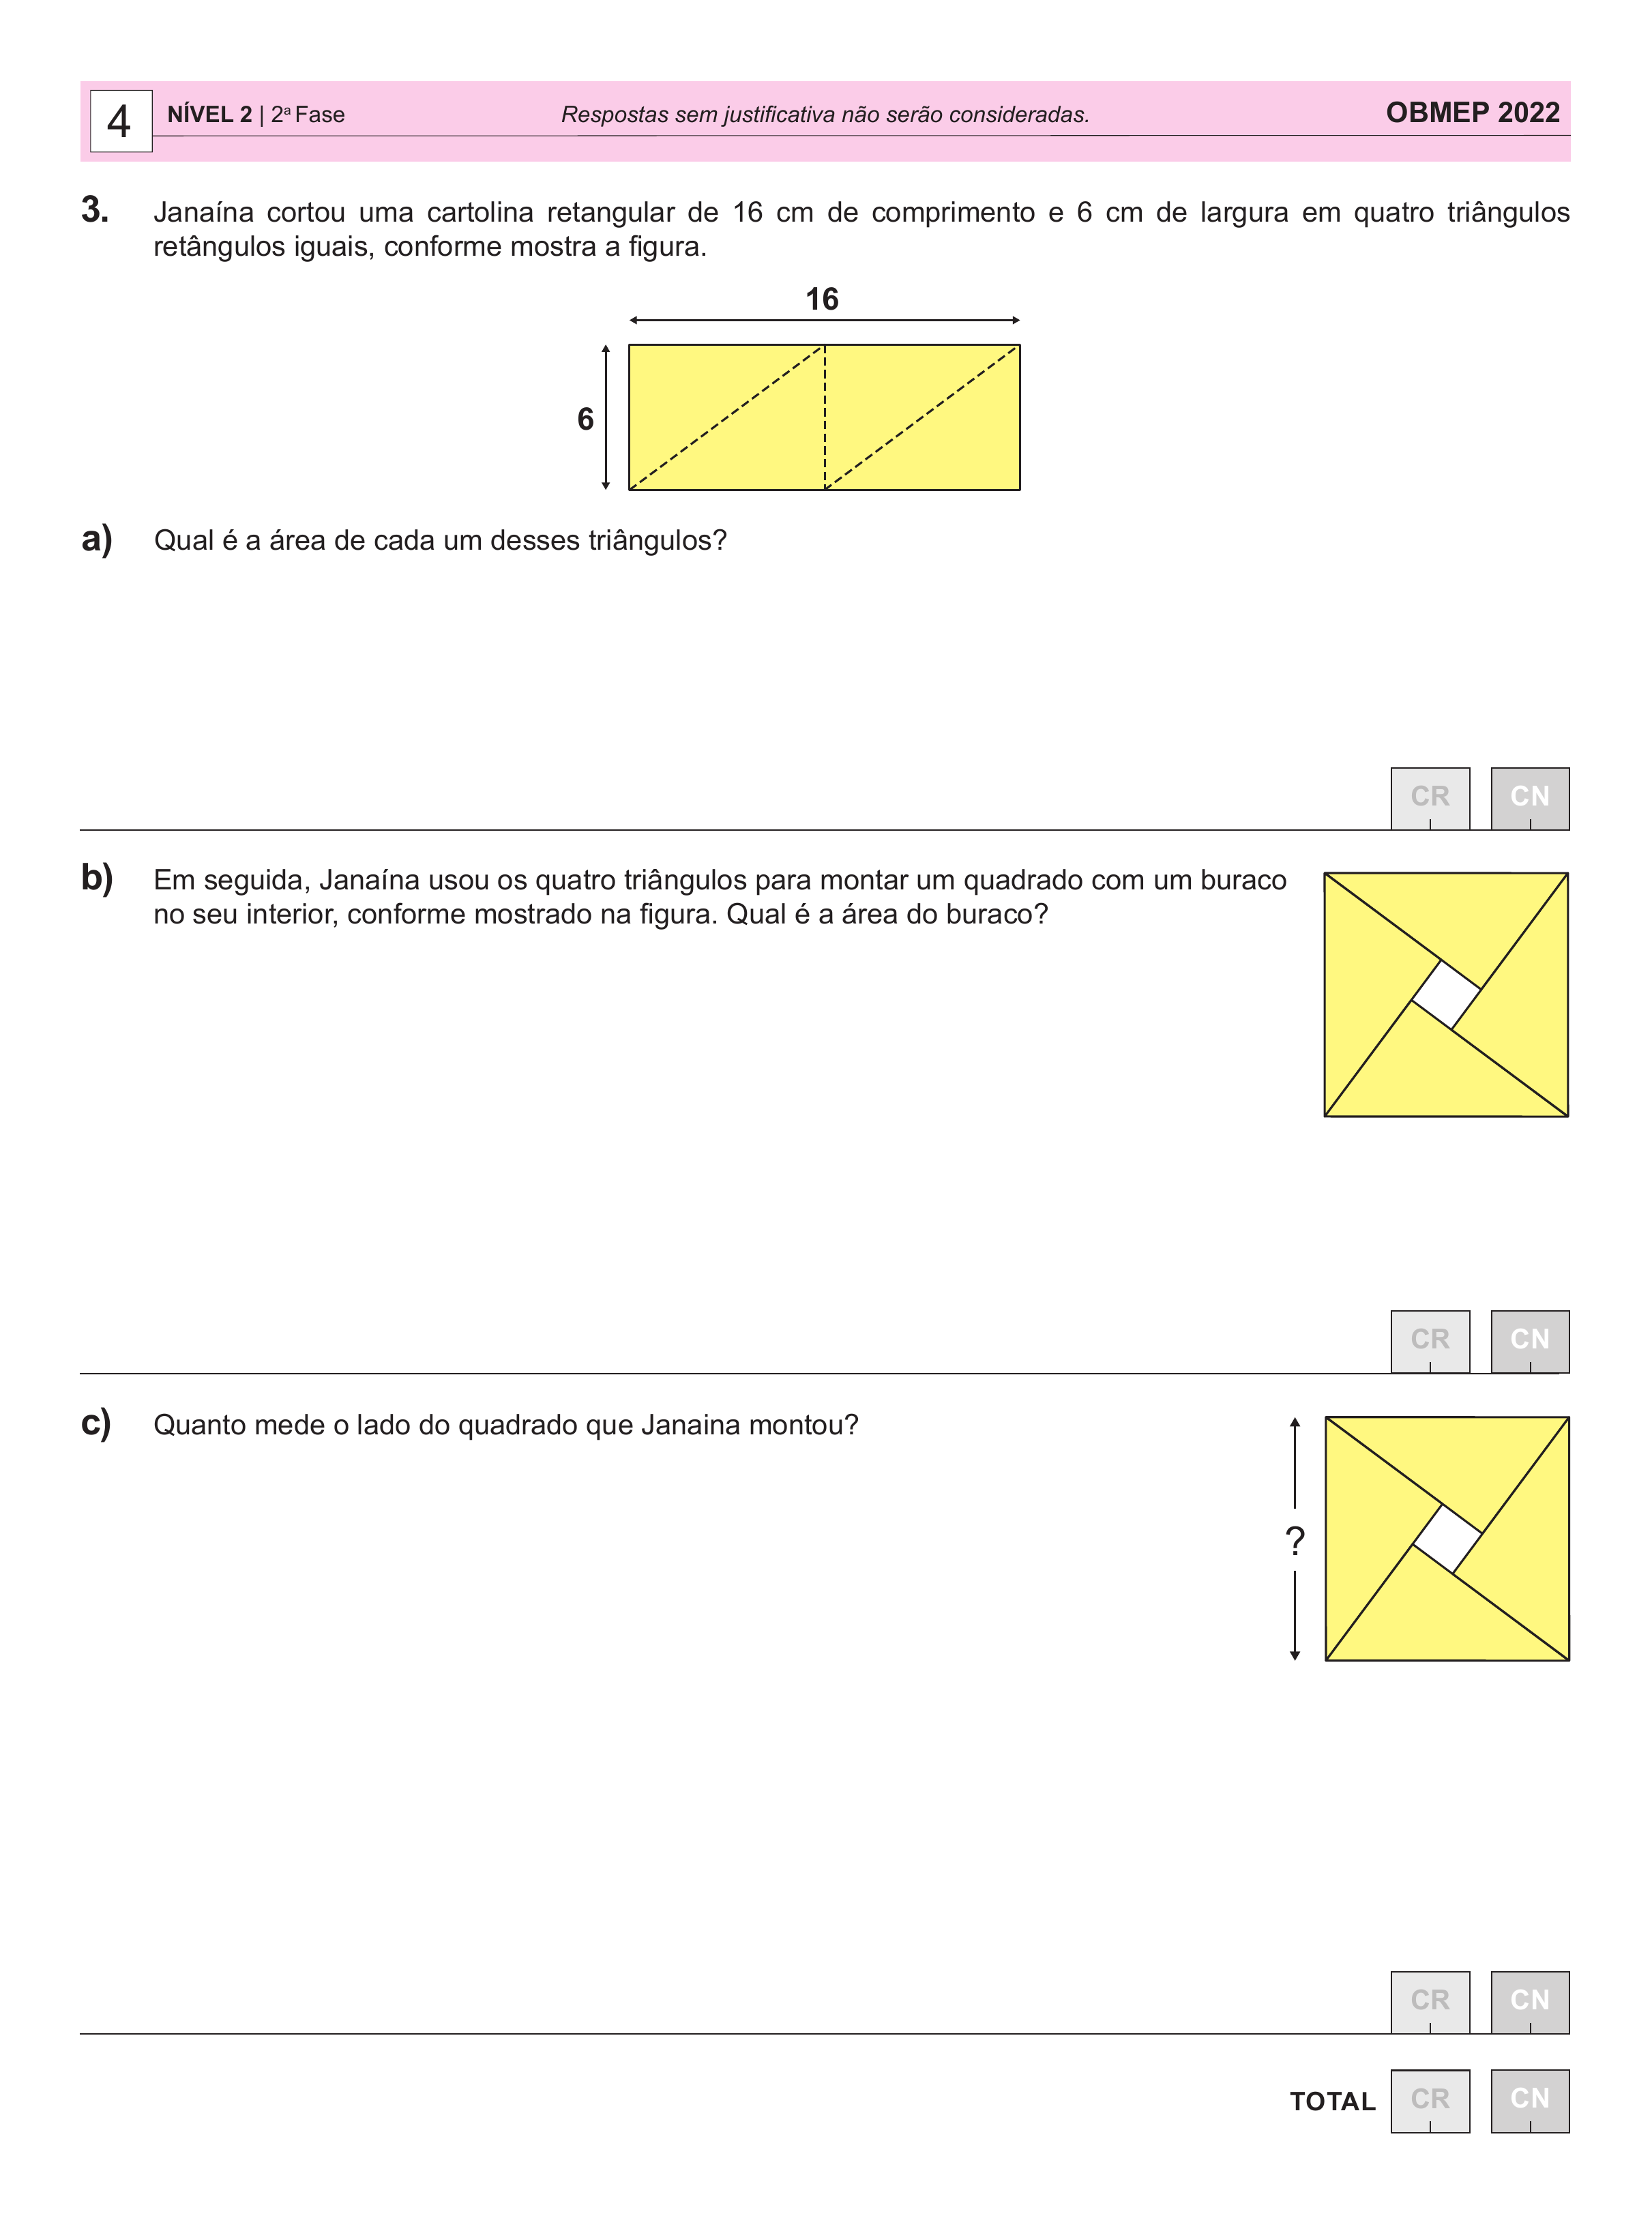 4 NÍVEL 2 | 2ª Fase Respostas sem justificativa não serão consideradas. OBMEP 2022
3. Janaína cortou uma cartolina retangular de 16 cm de comprimento e 6 cm de largura em quatro triângulos
retângulos iguais, conforme mostra a figura.
16
6
a) Qual é a área de cada um desses triângulos?
CR CN
b) Em seguida, Janaína usou os quatro triângulos para montar um quadrado com um buraco
no seu interior, conforme mostrado na figura. Qual é a área do buraco?
CR CN
c) Quanto mede o lado do quadrado que Janaina montou?
?
CR CN
TOTAL CR CN